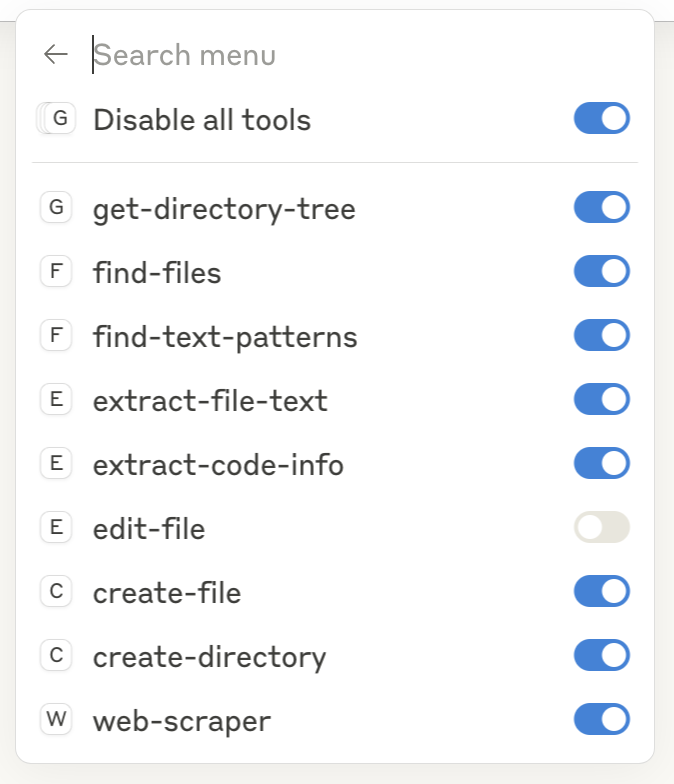 Search menu
G Disable all tools
G get-directory-tree
F find-files
F find-text-patterns
E extract-file-text
E extract-code-info
E edit-file
C create-file
C create-directory
W web-scraper